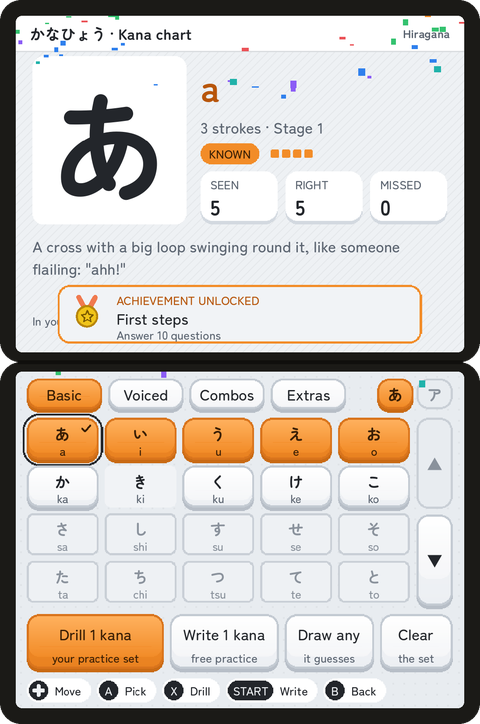 かなひょう · Kana chart
Hiragana
あ
a
3 strokes · Stage 1
KNOWN
SEEN
5
RIGHT
5
MISSED
0
A cross with a big loop swinging round it, like someone
flailing: "ahh!"
ACHIEVEMENT UNLOCKED
First steps
Answer 10 questions
In yo
Basic
Voiced
Combos
Extras
あ
ア
あ い う え お
a i u e o
か き く け こ
ka ki ku ke ko
さ し す せ そ
sa shi su se so
た ち つ て と
ta chi tsu te to
Drill 1 kana
your practice set
Write 1 kana
free practice
Draw any
it guesses
Clear
the set
Move
A Pick
X Drill
START Write
B Back